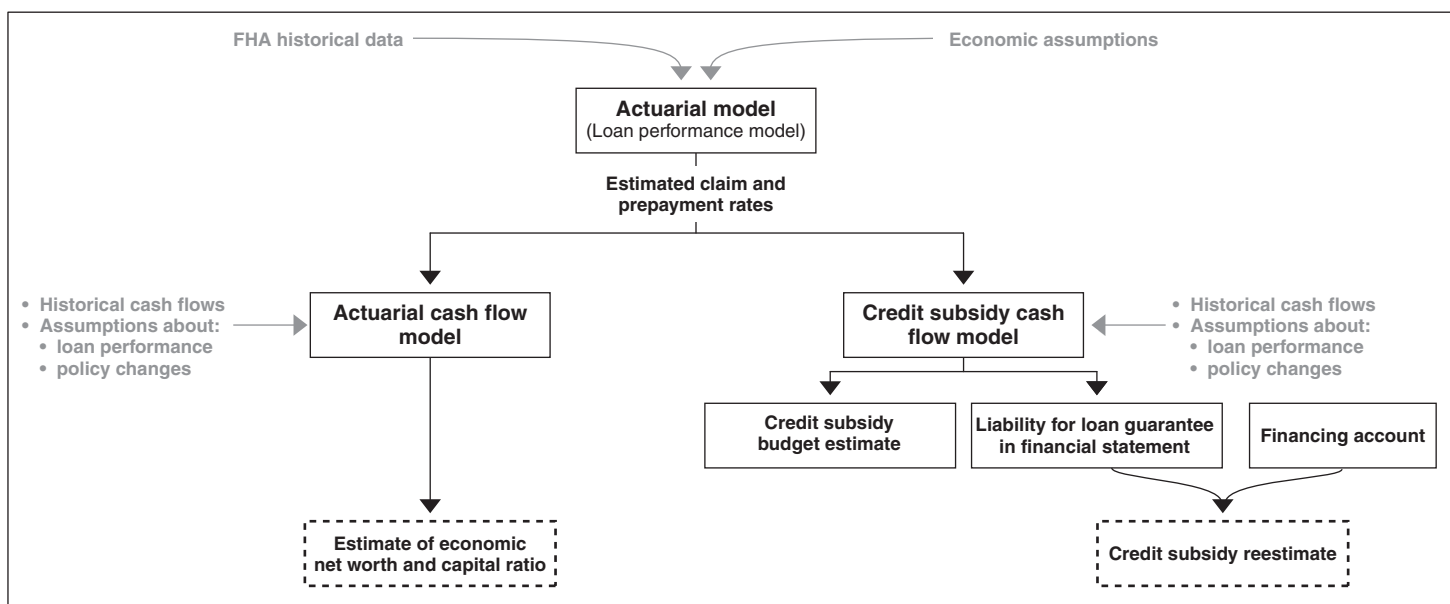 FHA historical data
Economic assumptions
Actuarial model
(Loan performance model)
Estimated claim and
prepayment rates
• Historical cash flows
• Assumptions about:
• loan performance
• policy changes
Actuarial cash flow
model
Credit subsidy cash
flow model
• Historical cash flows
• Assumptions about:
• loan performance
• policy changes
Credit subsidy
budget estimate
Liability for loan guarantee
in financial statement
Financing account
Estimate of economic
net worth and capital ratio
Credit subsidy reestimate